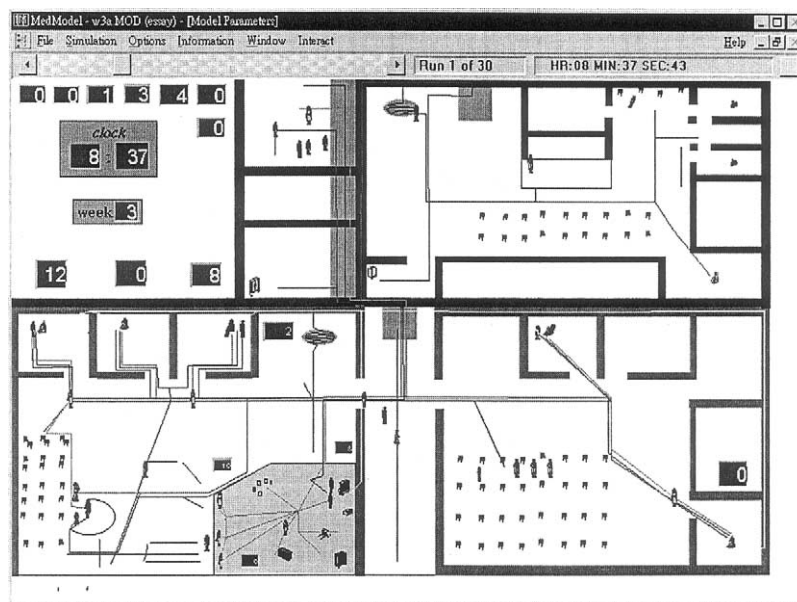 MedModel - w3a.MOD (essay) - [Model Parameters]
File Simulation Options Information Window Interact Help
Run 1 of 30 HR:08 MIN:37 SEC:43
0 0 1 3 4 0
0
clock
8 : 37
week 3
12 0 8
2
0